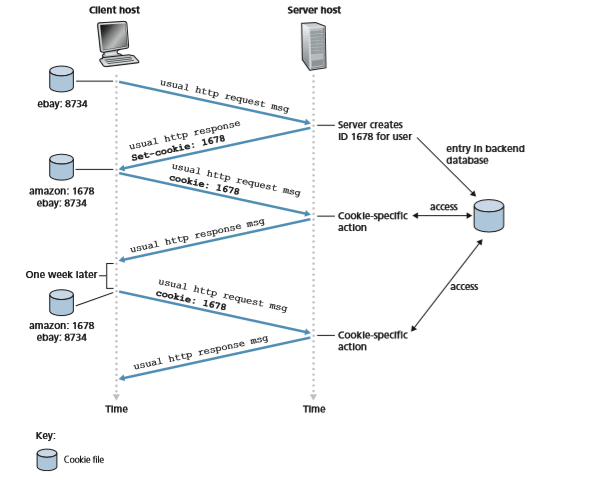 Client host
Server host
ebay: 8734
usual http request msg
Server creates
ID 1678 for user
usual http response
Set-cookie: 1678
entry in backend
database
amazon: 1678
ebay: 8734
usual http request msg
cookie: 1678
access
Cookie-specific
action
usual http response msg
One week later
access
amazon: 1678
ebay: 8734
usual http request msg
cookie: 1678
Cookie-specific
action
usual http response msg
Time
Time
Key:
Cookie file